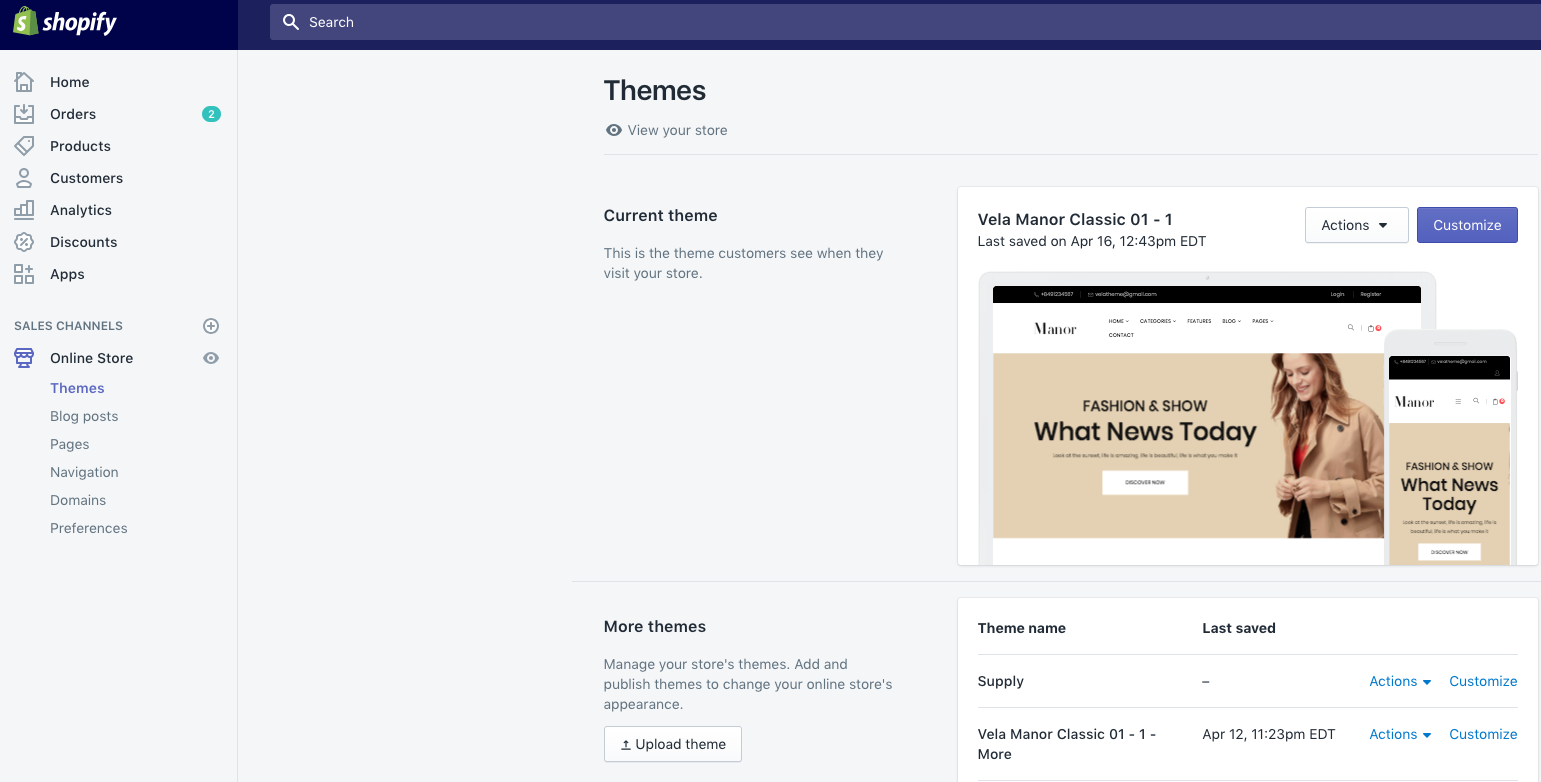 shopify
Search
Home
Orders 2
Products
Customers
Analytics
Discounts
Apps
SALES CHANNELS
Online Store
Themes
Blog posts
Pages
Navigation
Domains
Preferences
Themes
View your store
Current theme
This is the theme customers see when they
visit your store.
Vela Manor Classic 01 - 1
Last saved on Apr 16, 12:43pm EDT
Actions
Customize
+8491234567 velatheme@gmail.com Login Register
Manor
HOME CATEGORIES FEATURES BLOG PAGES
CONTACT
FASHION & SHOW
What News Today
Look at the sunset, life is amazing, life is beautiful, life is what you make it
DISCOVER NOW
+8491234567 velatheme@gmail.com
Manor
FASHION & SHOW
What News
Today
Look at the sunset, life is amazing, life is
beautiful, life is what you make it
DISCOVER NOW
More themes
Manage your store's themes. Add and
publish themes to change your online store's
appearance.
Upload theme
Theme name Last saved
Supply – Actions Customize
Vela Manor Classic 01 - 1 - Apr 12, 11:23pm EDT Actions Customize
More